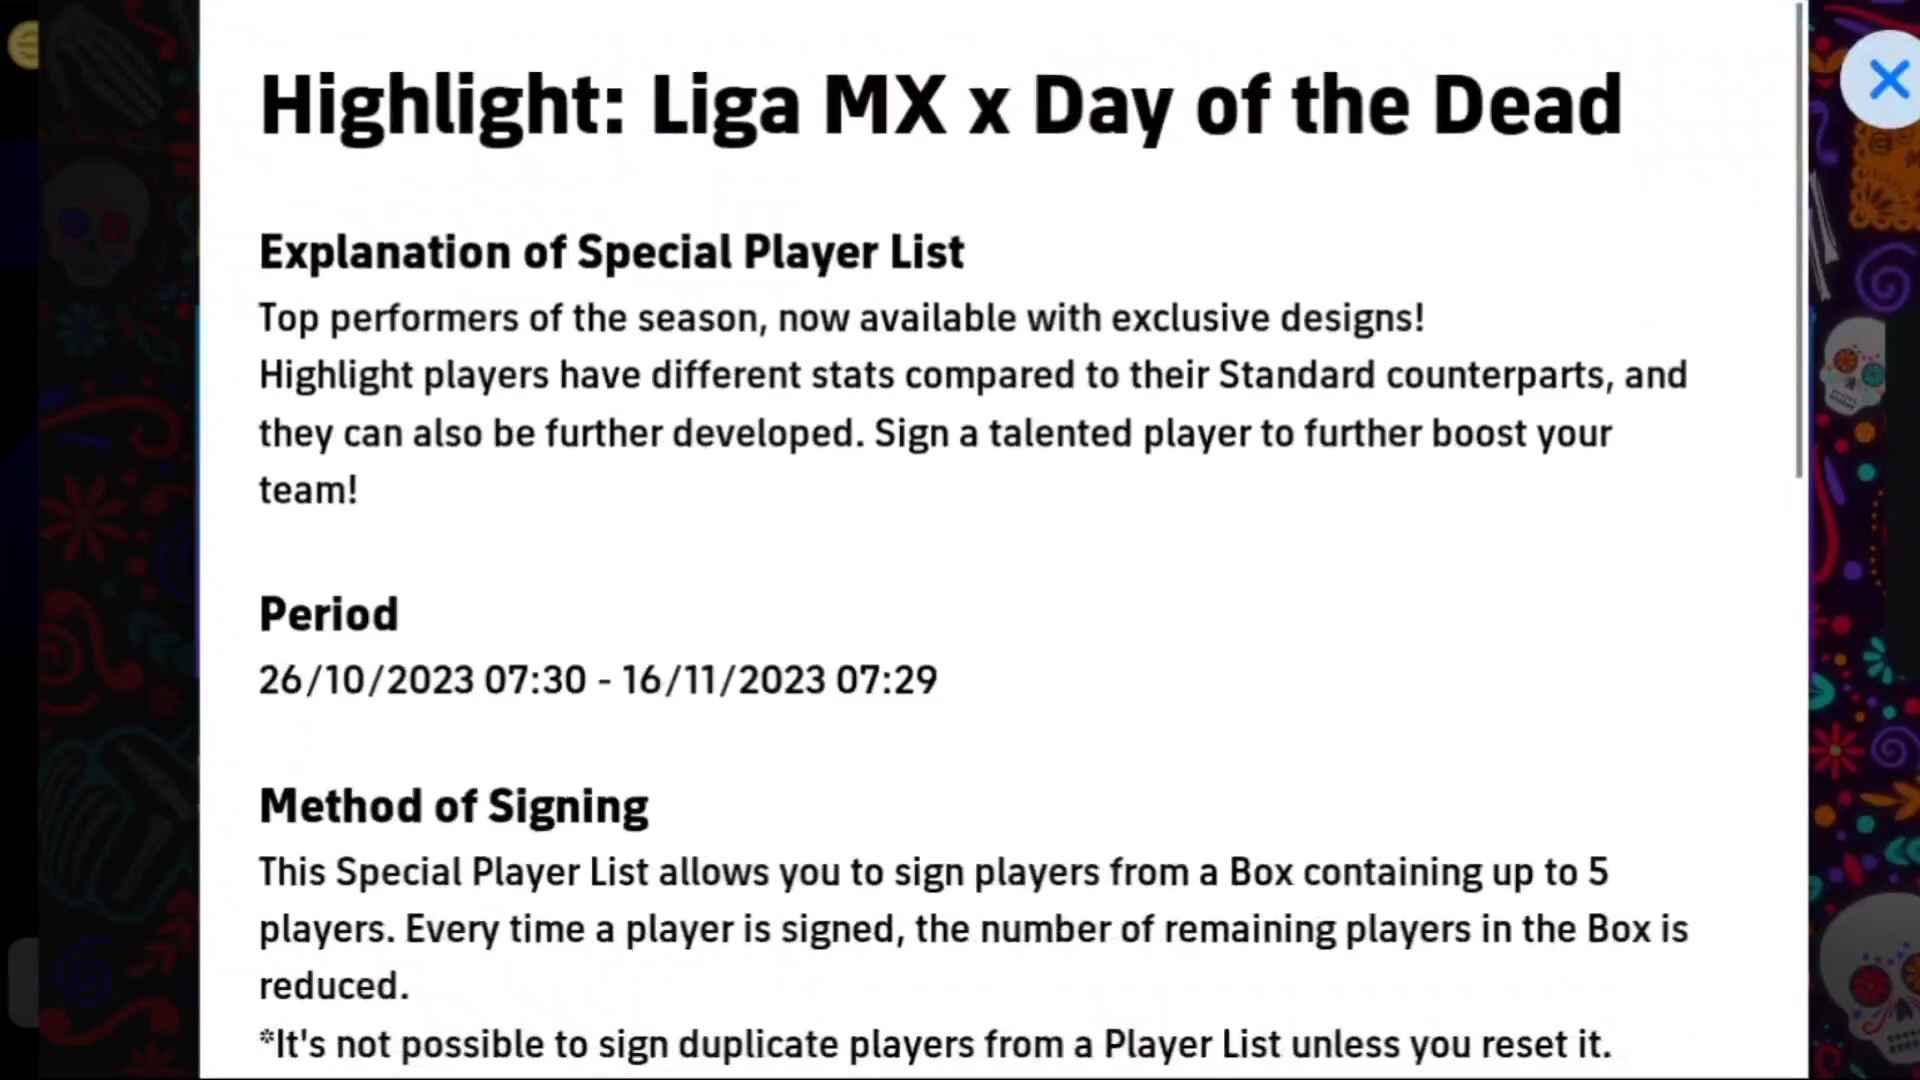 Highlight: Liga MX x Day of the Dead
Explanation of Special Player List
Top performers of the season, now available with exclusive designs!
Highlight players have different stats compared to their Standard counterparts, and
they can also be further developed. Sign a talented player to further boost your
team!
Period
26/10/2023 07:30 - 16/11/2023 07:29
Method of Signing
This Special Player List allows you to sign players from a Box containing up to 5
players. Every time a player is signed, the number of remaining players in the Box is
reduced.
*It's not possible to sign duplicate players from a Player List unless you reset it.